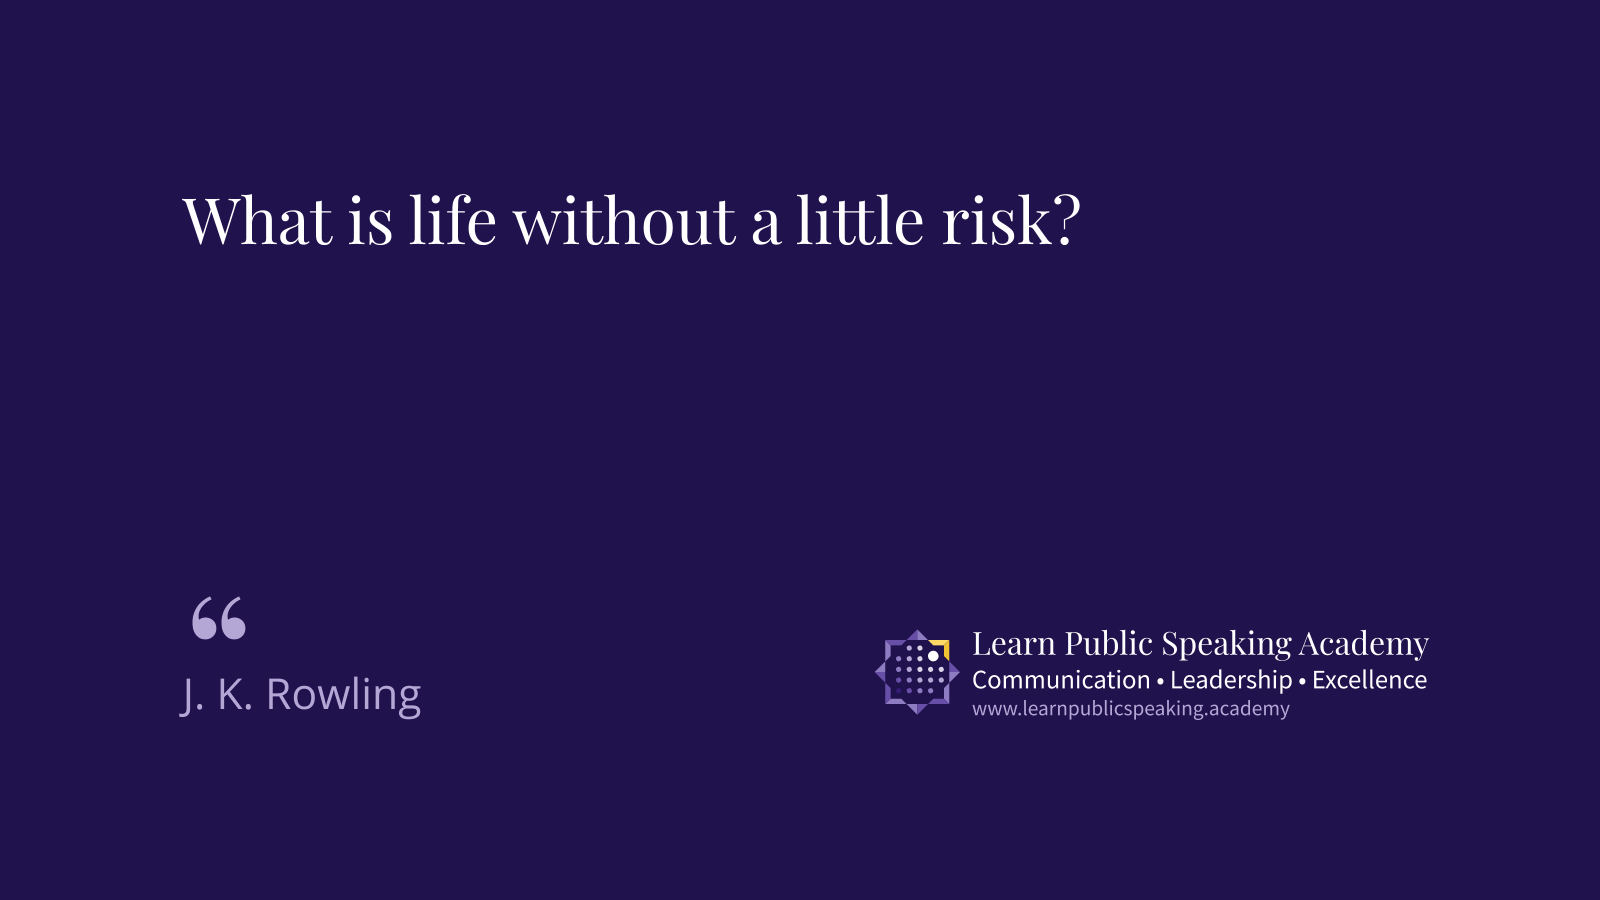 What is life without a little risk?
“
J. K. Rowling
Learn Public Speaking Academy
Communication • Leadership • Excellence
www.learnpublicspeaking.academy